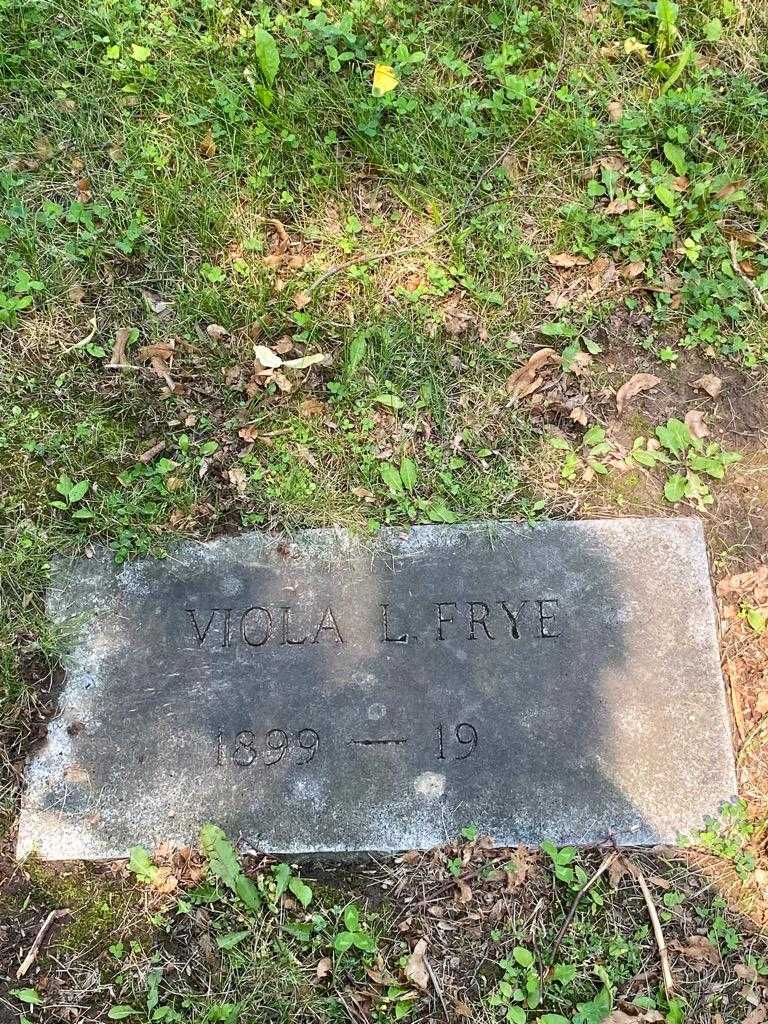 VIOLA L. FRYE
1899 — 19